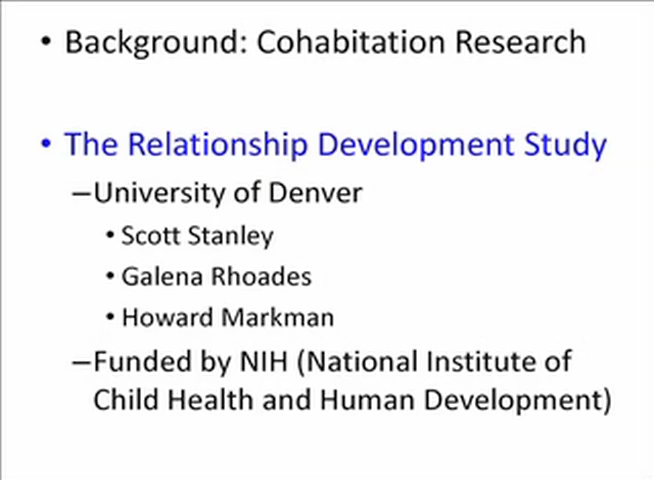 • Background: Cohabitation Research
• The Relationship Development Study
–University of Denver
• Scott Stanley
• Galena Rhoades
• Howard Markman
–Funded by NIH (National Institute of
Child Health and Human Development)